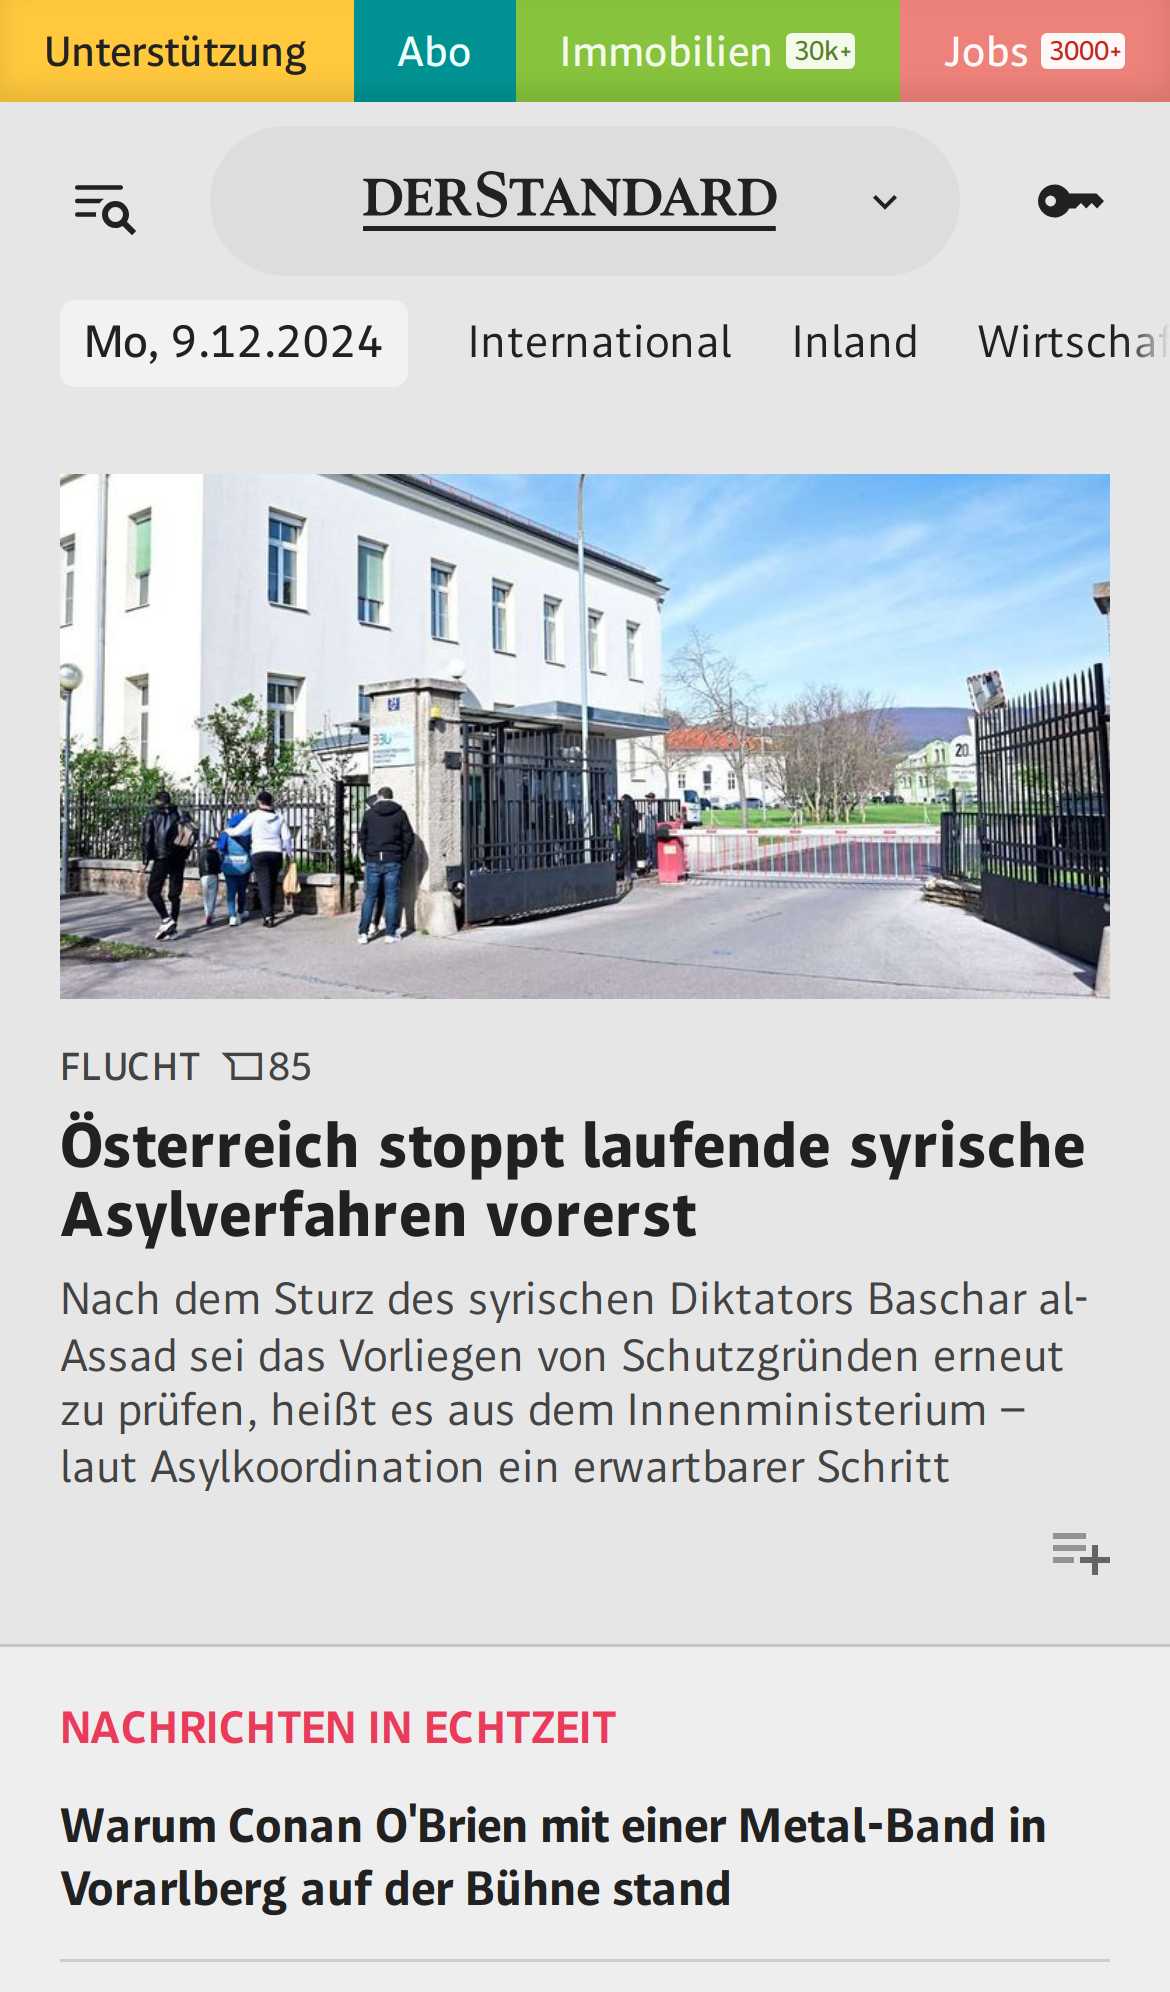 Unterstützung Abo Immobilien 30k+ Jobs 3000+
DERSTANDARD
Mo, 9.12.2024 International Inland Wirtschaf
20
FLUCHT 85
Österreich stoppt laufende syrische
Asylverfahren vorerst
Nach dem Sturz des syrischen Diktators Baschar al-
Assad sei das Vorliegen von Schutzgründen erneut
zu prüfen, heißt es aus dem Innenministerium –
laut Asylkoordination ein erwartbarer Schritt
NACHRICHTEN IN ECHTZEIT
Warum Conan O'Brien mit einer Metal-Band in
Vorarlberg auf der Bühne stand